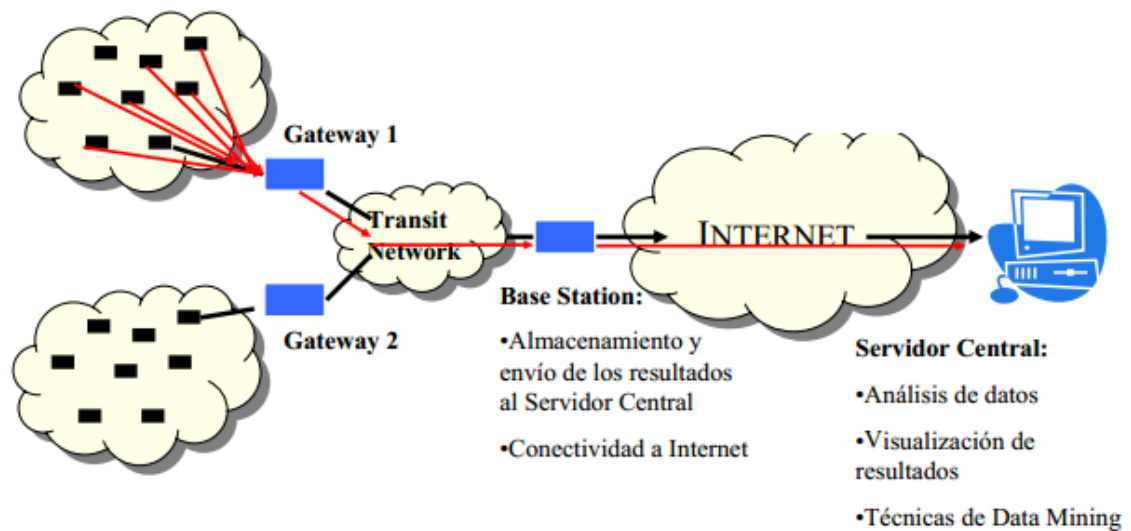 Gateway 1
Transit
Network
INTERNET
Gateway 2
Base Station:
•Almacenamiento y
envío de los resultados
al Servidor Central
•Conectividad a Internet
Servidor Central:
•Análisis de datos
•Visualización de
resultados
•Técnicas de Data Mining